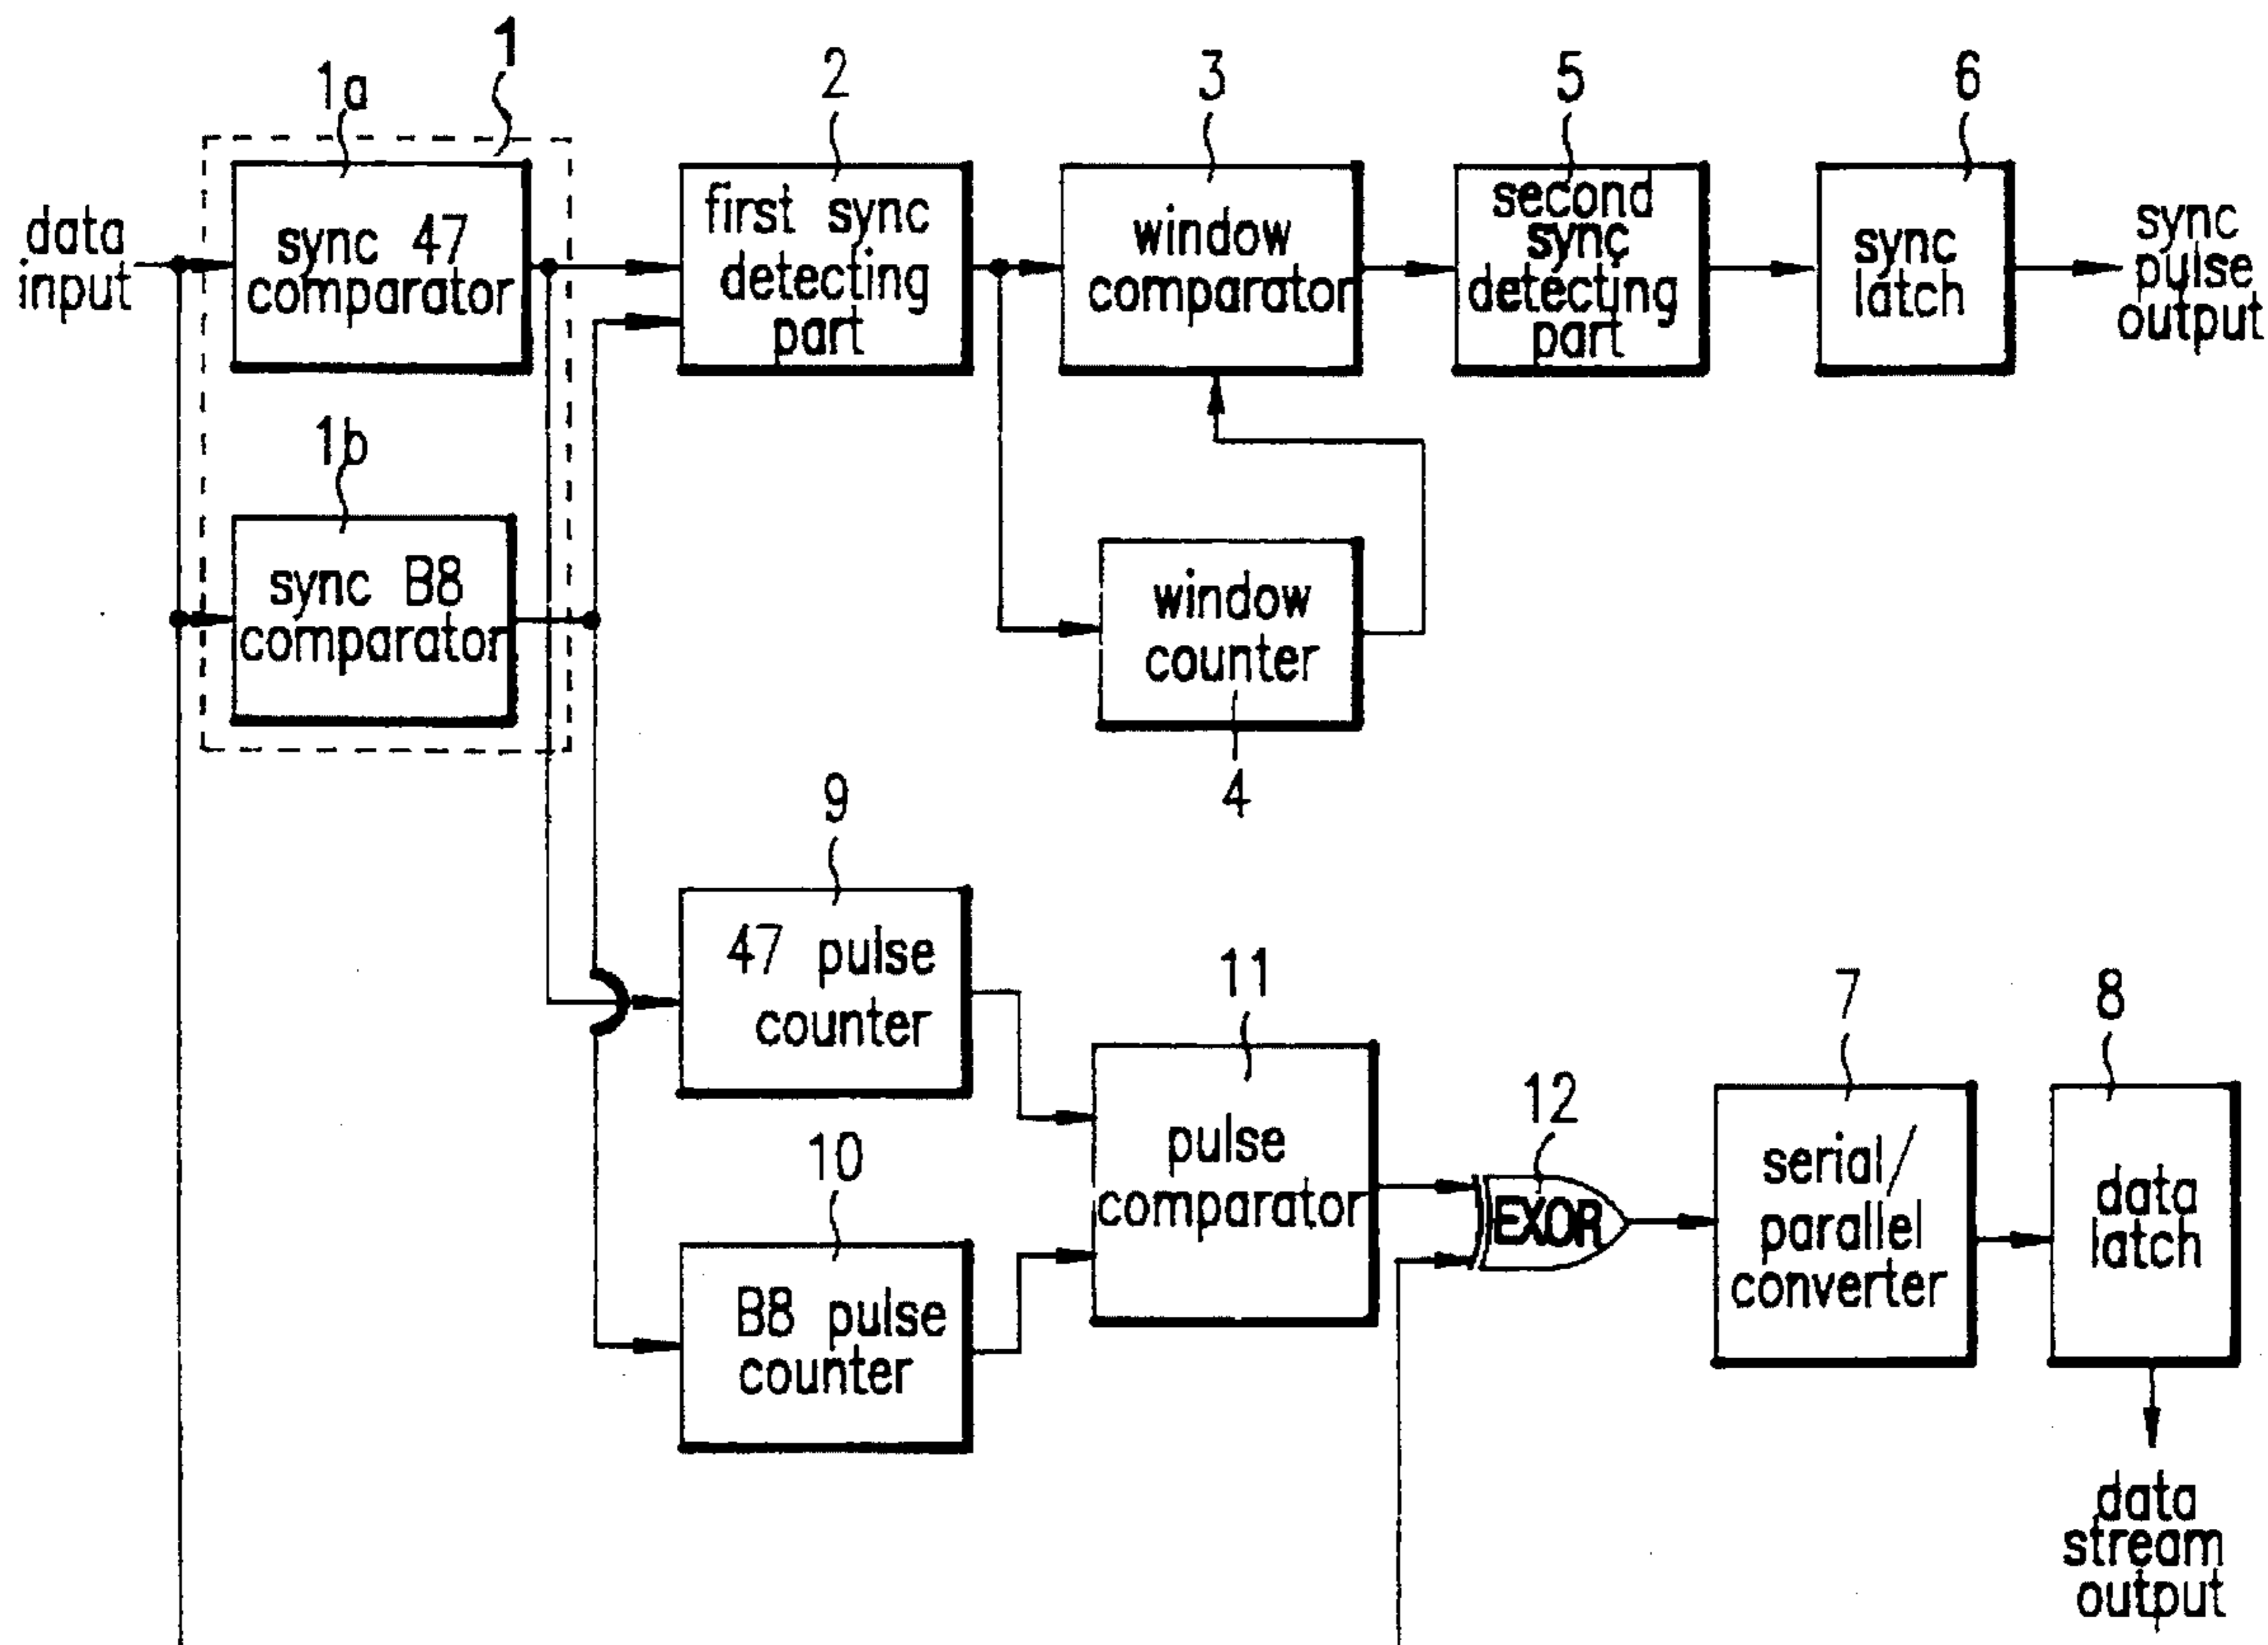 1
1a
2
3
5
6
data
input
sync 47
comparator
first sync
detecting
part
window
comparator
second
sync
detecting
part
sync
latch
sync
pulse
output
1b
sync B8
comparator
window
counter
4
9
47 pulse
counter
11
7
8
10
B8 pulse
counter
pulse
comparator
12
EXOR
serial/
parallel
converter
data
latch
data
stream
output